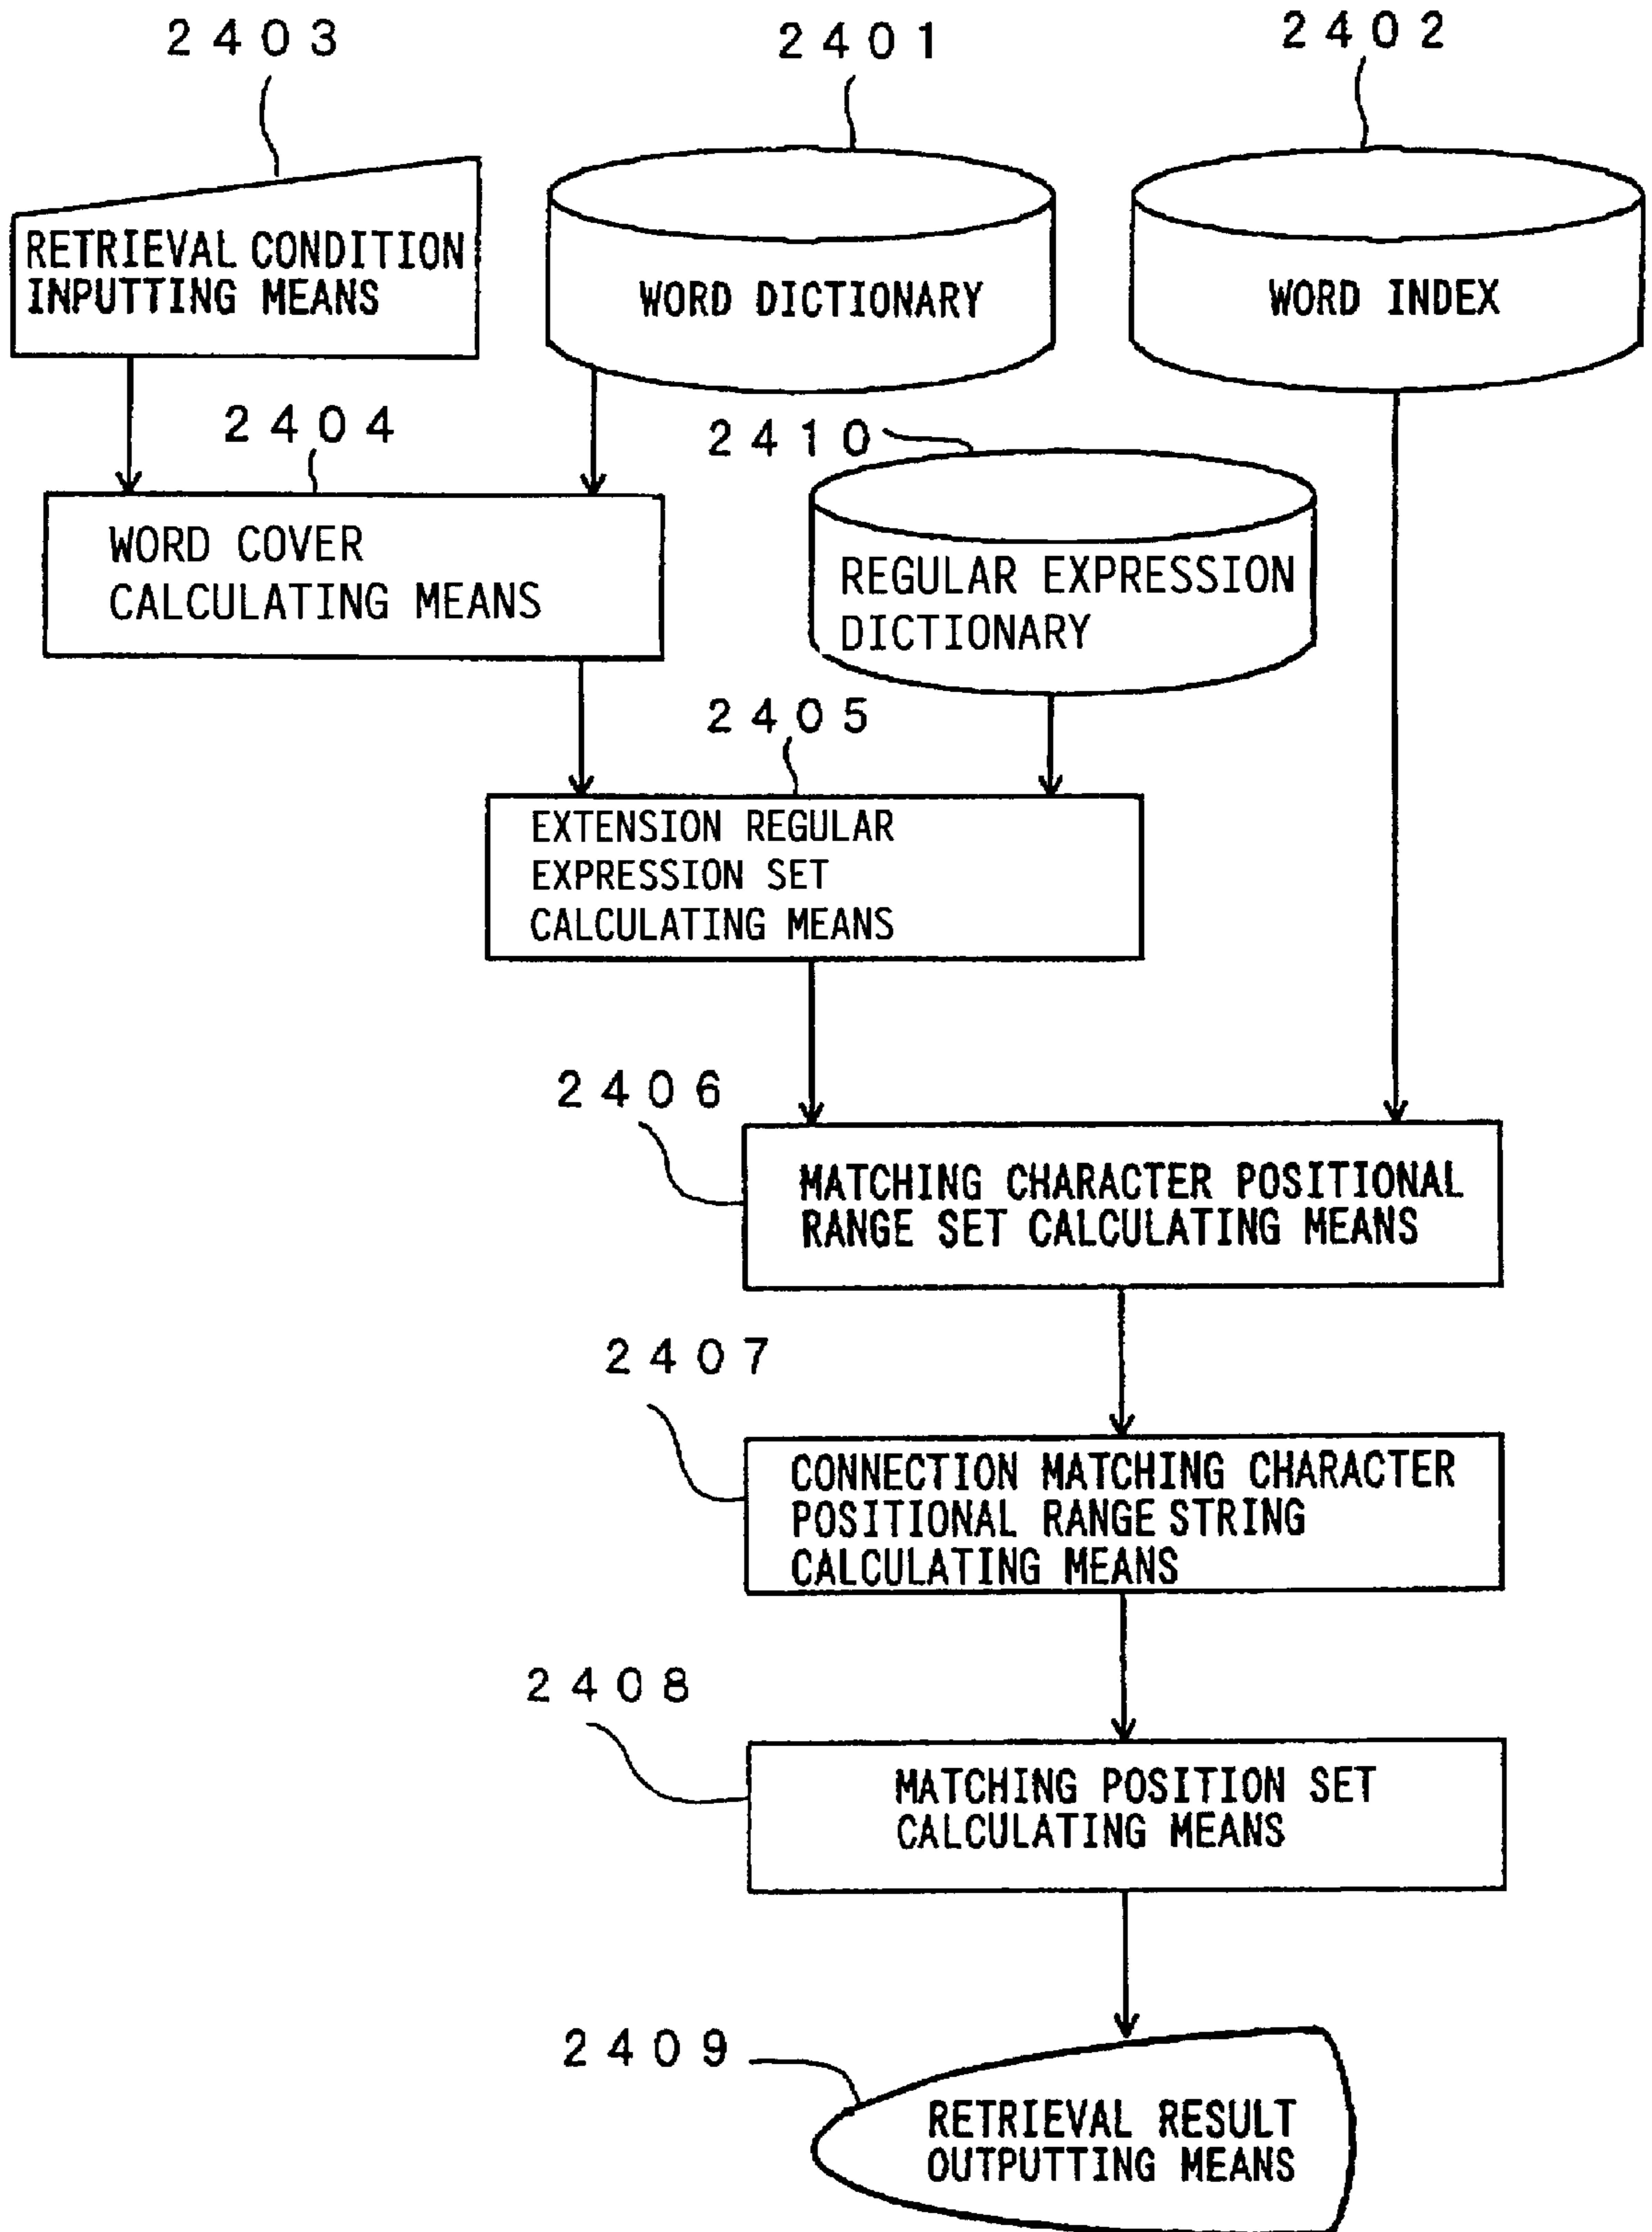 2403
2401
2402
RETRIEVAL CONDITION
INPUTTING MEANS
WORD DICTIONARY
WORD INDEX
2404
2410
WORD COVER
CALCULATING MEANS
REGULAR EXPRESSION
DICTIONARY
2405
EXTENSION REGULAR
EXPRESSION SET
CALCULATING MEANS
2406
MATCHING CHARACTER POSITIONAL
RANGE SET CALCULATING MEANS
2407
CONNECTION MATCHING CHARACTER
POSITIONAL RANGE STRING
CALCULATING MEANS
2408
MATCHING POSITION SET
CALCULATING MEANS
2409
RETRIEVAL RESULT
OUTPUTTING MEANS